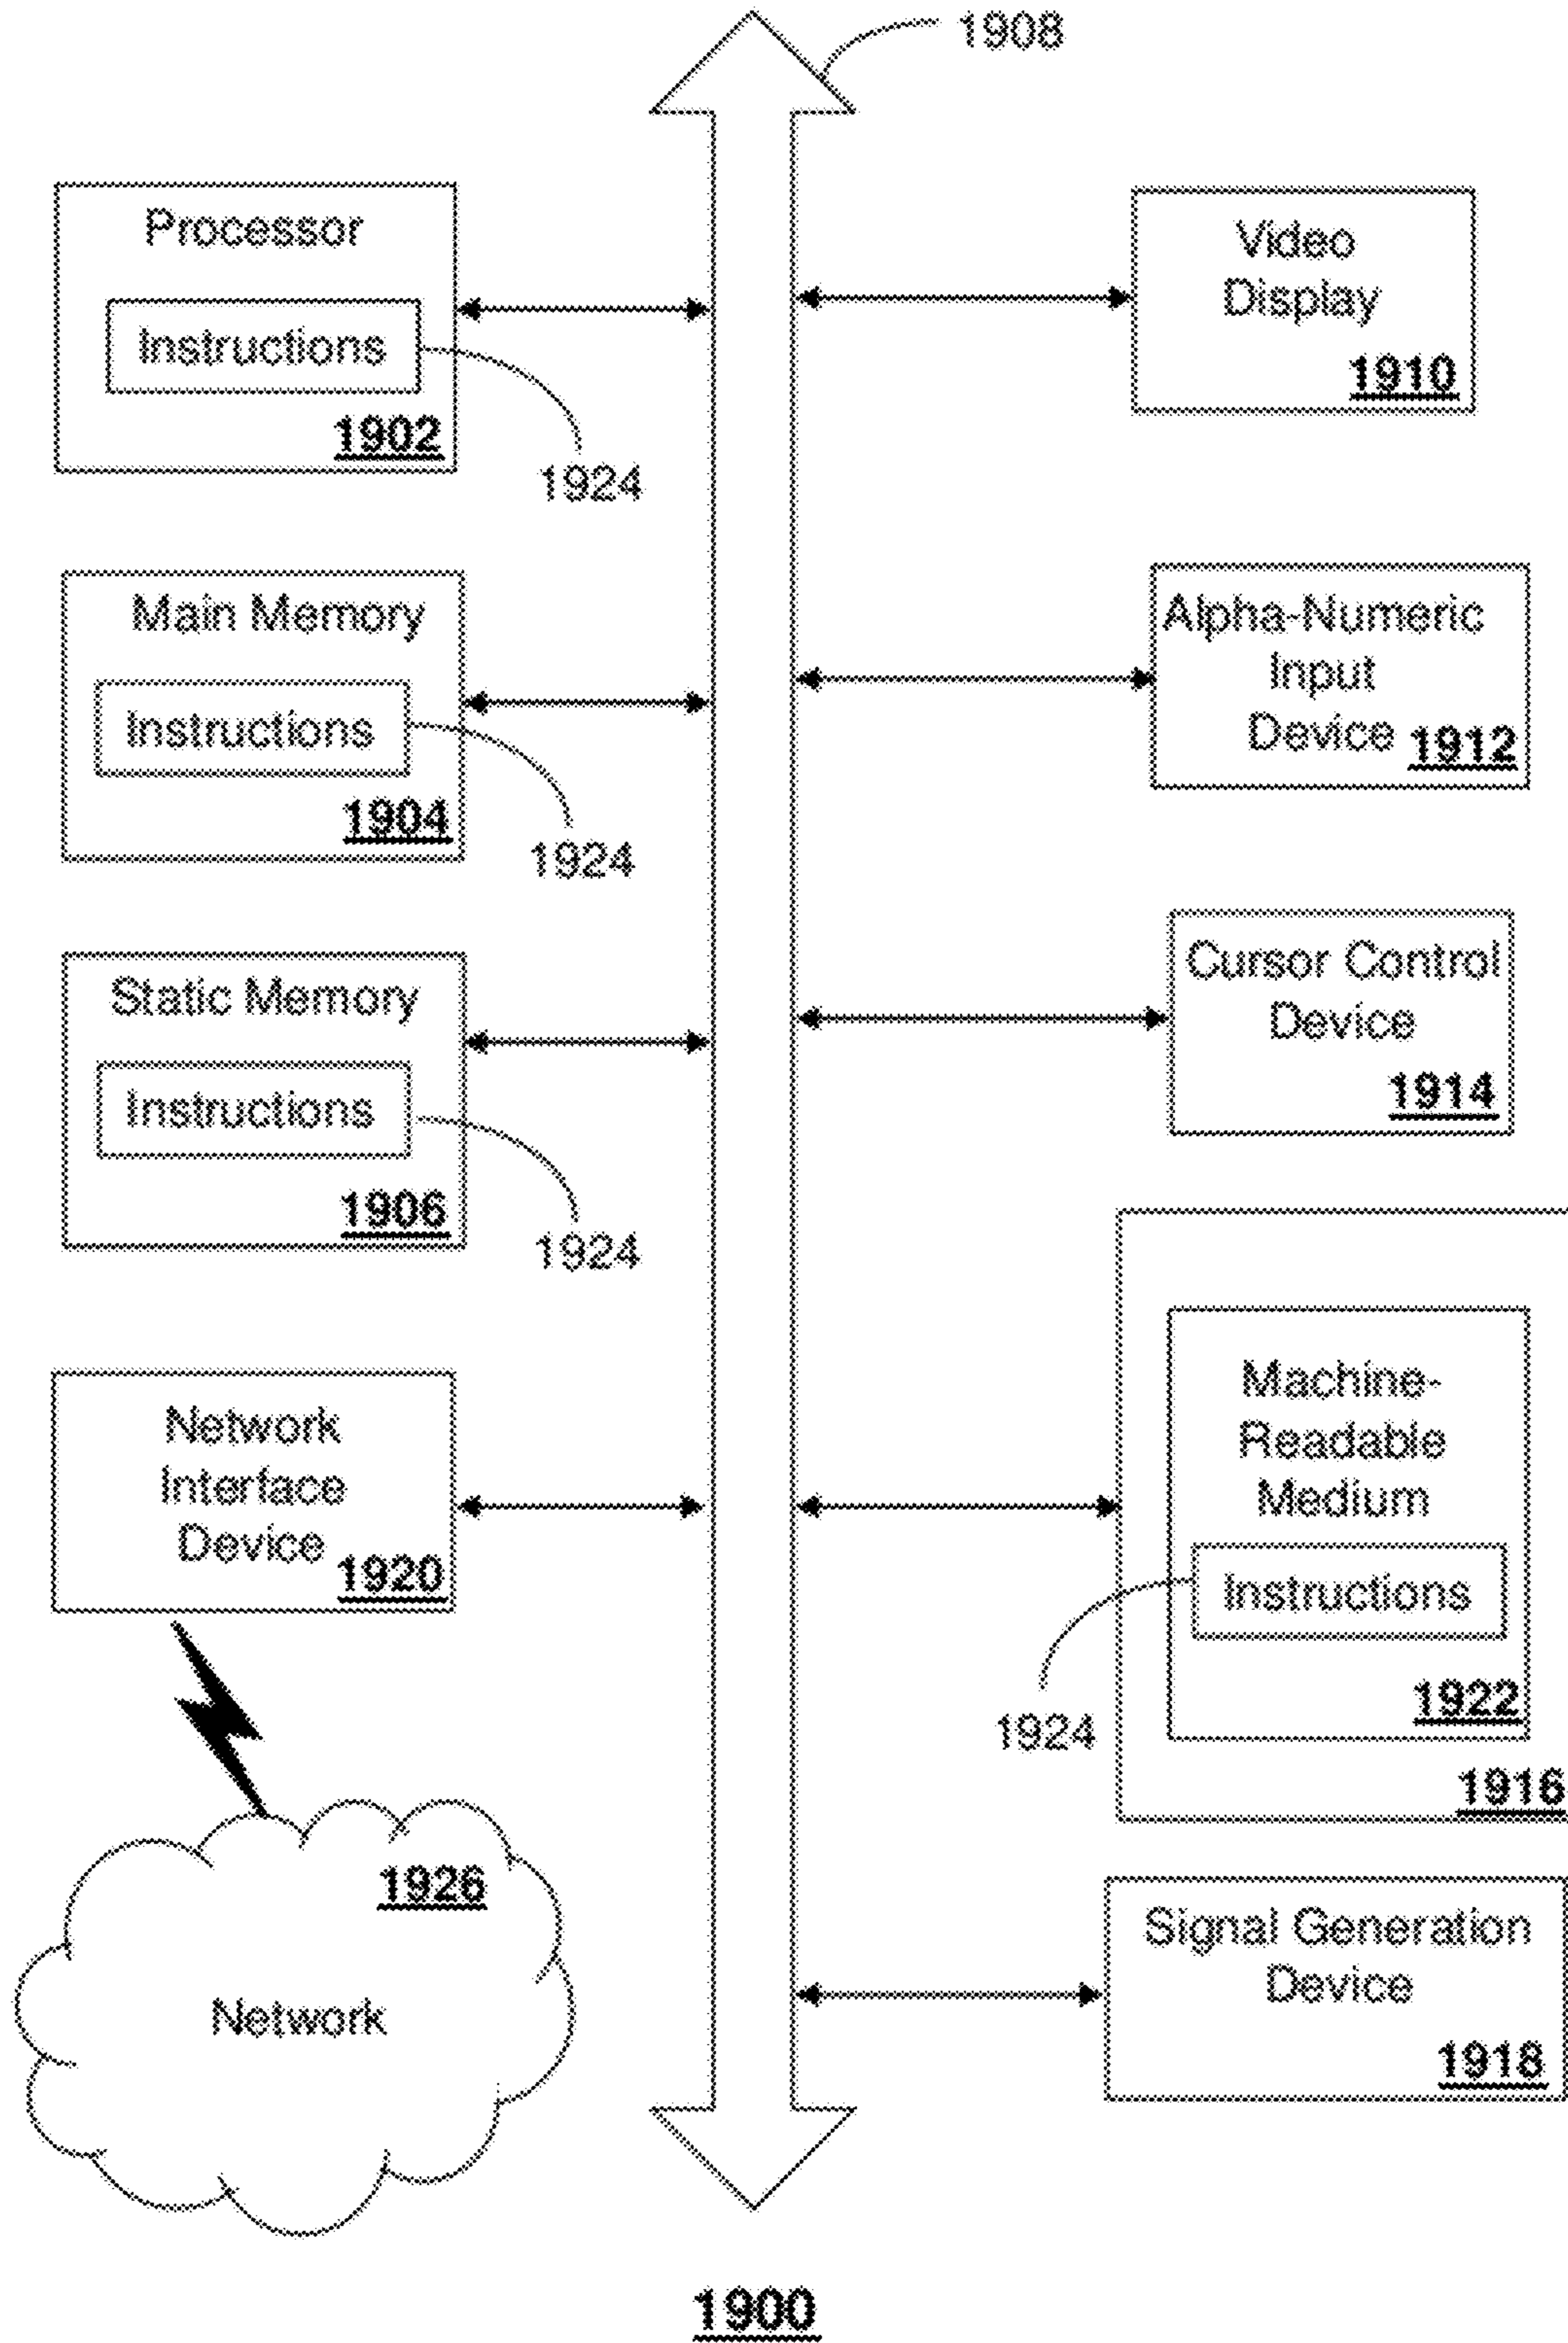 1908
Processor
Instructions
1902
1924
Main Memory
Instructions
1904
1924
Static Memory
Instructions
1906
1924
Network
Interface
Device
1920
1926
Network
Video
Display
1910
Alpha-Numeric
Input
Device
1912
Cursor Control
Device
1914
Machine-
Readable
Medium
Instructions
1924
1922
1916
Signal Generation
Device
1918
1900